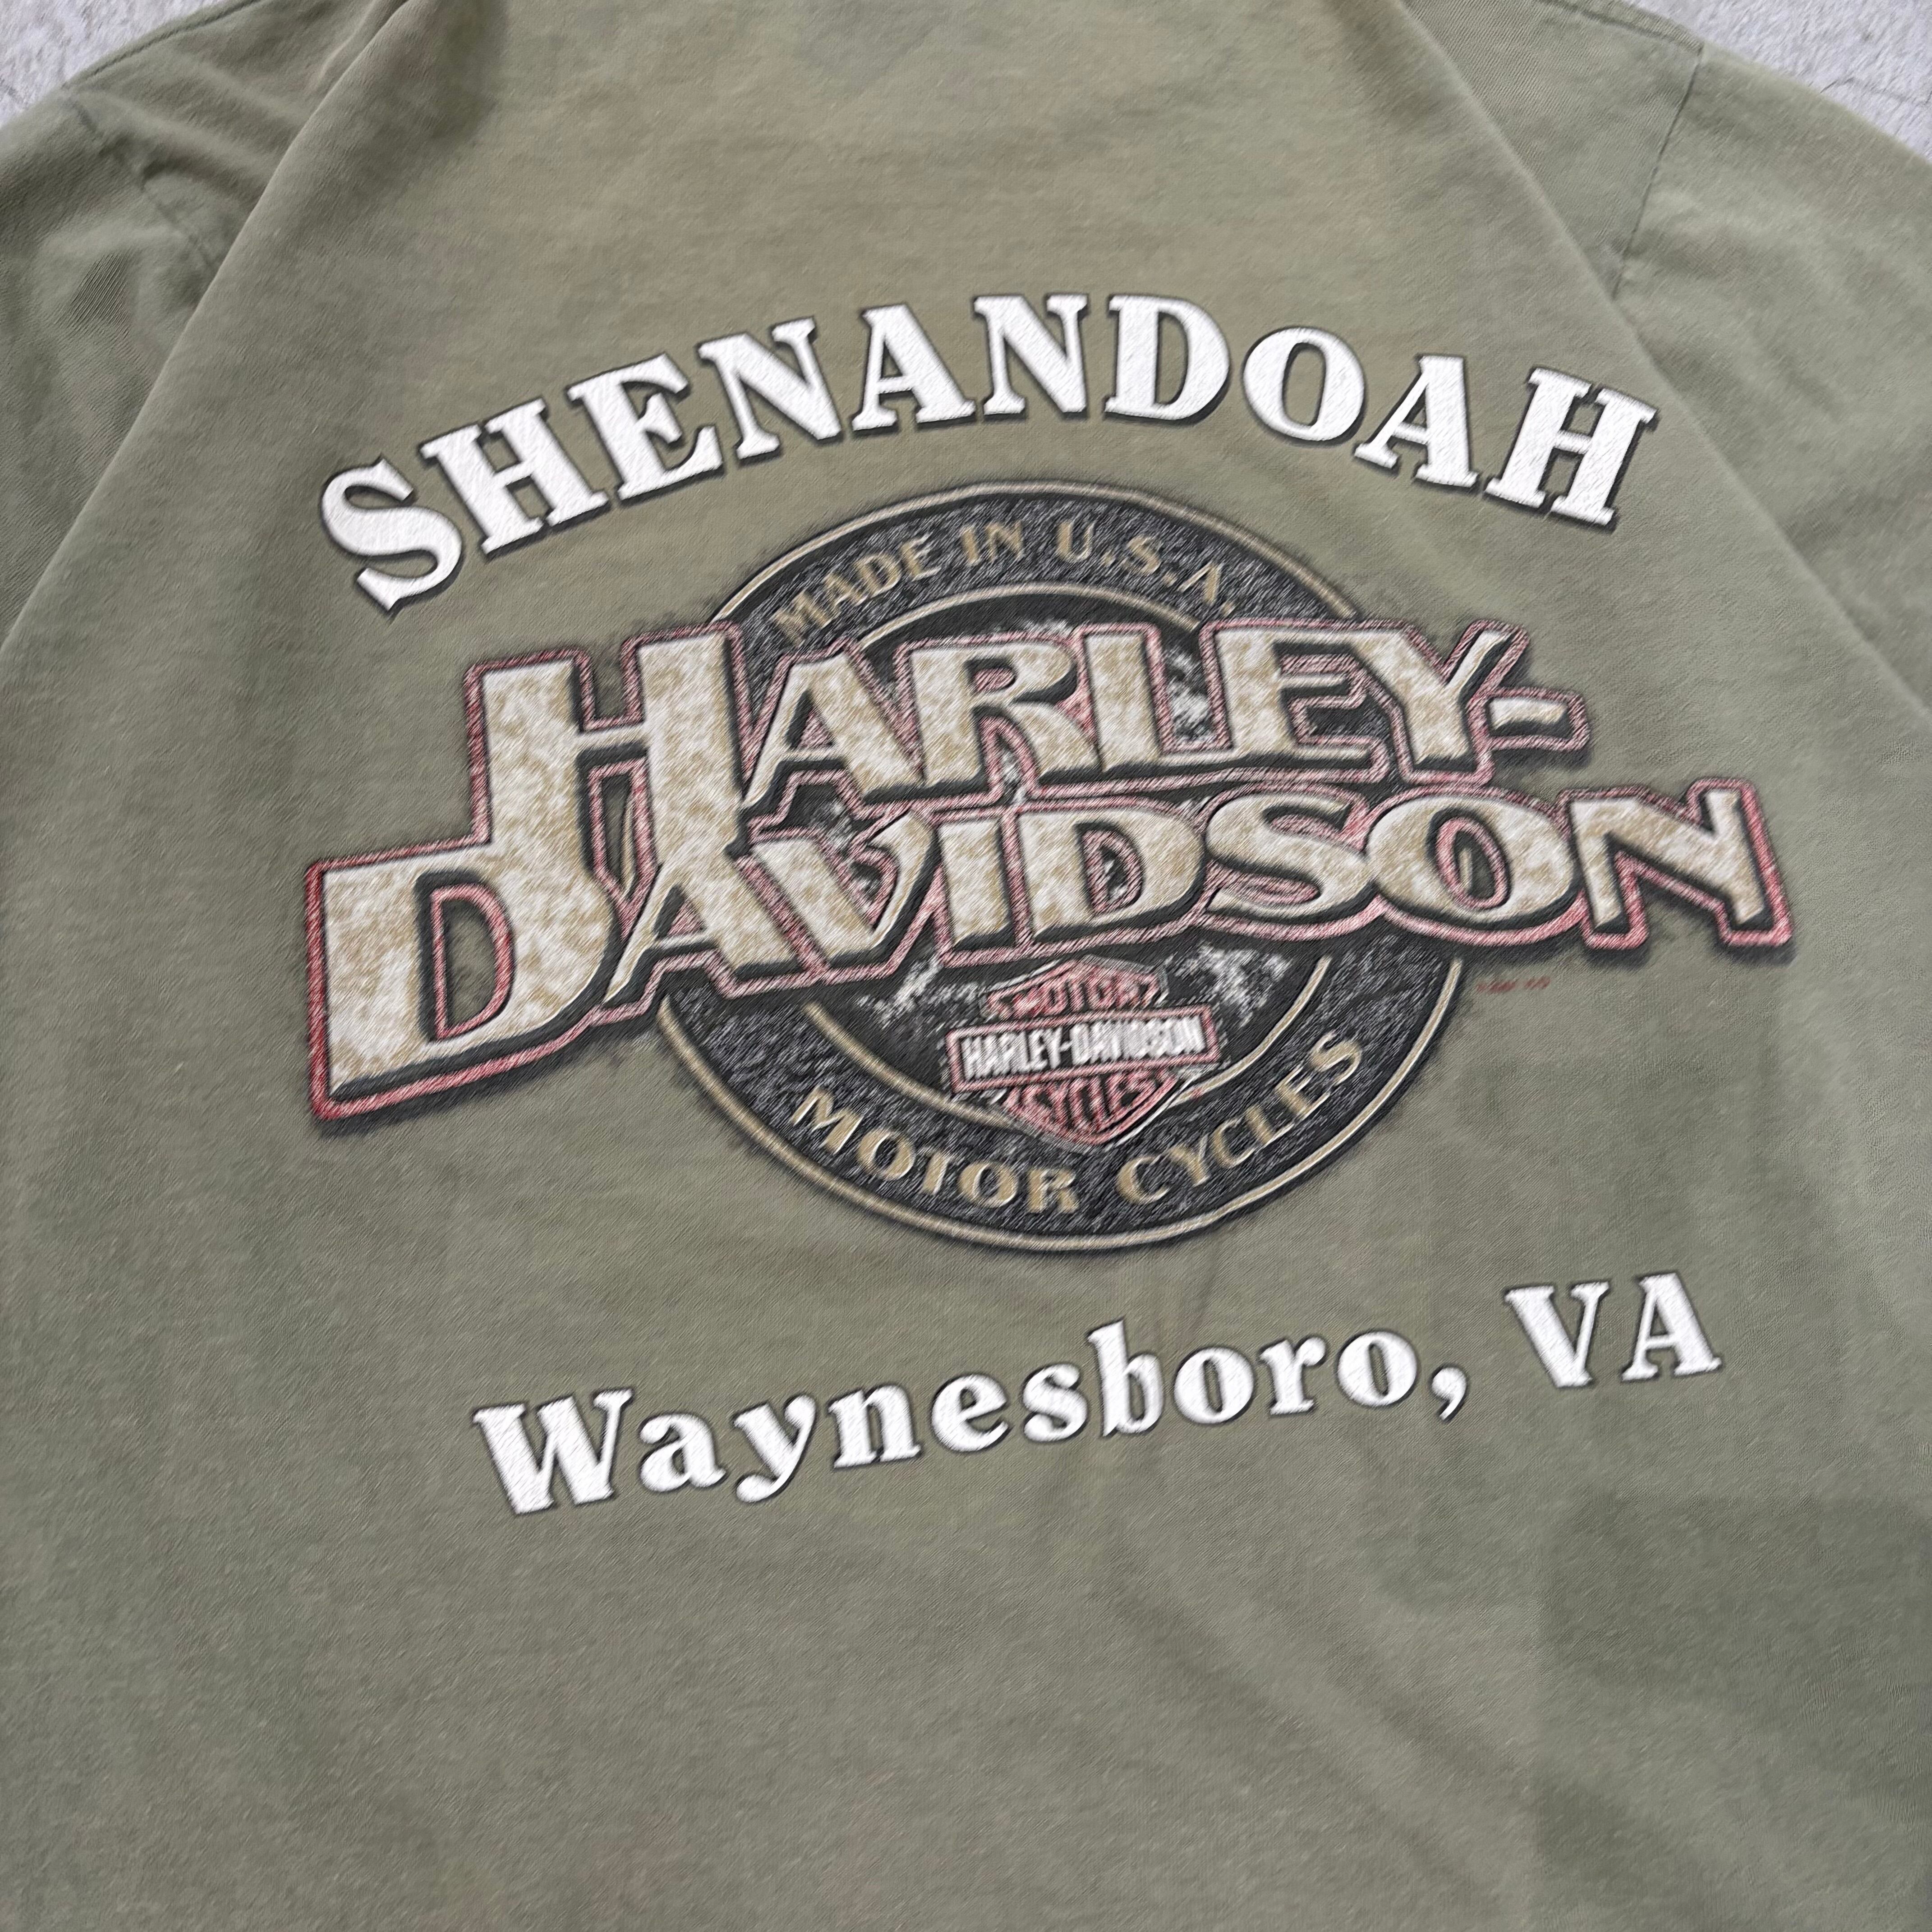 SHENANDOAH
MADE IN U.S.A.
HARLEY-
DAVIDSON
MOTOR
HARLEY-DAVIDSON
CYCLES
MOTOR CYCLES
Waynesboro, VA